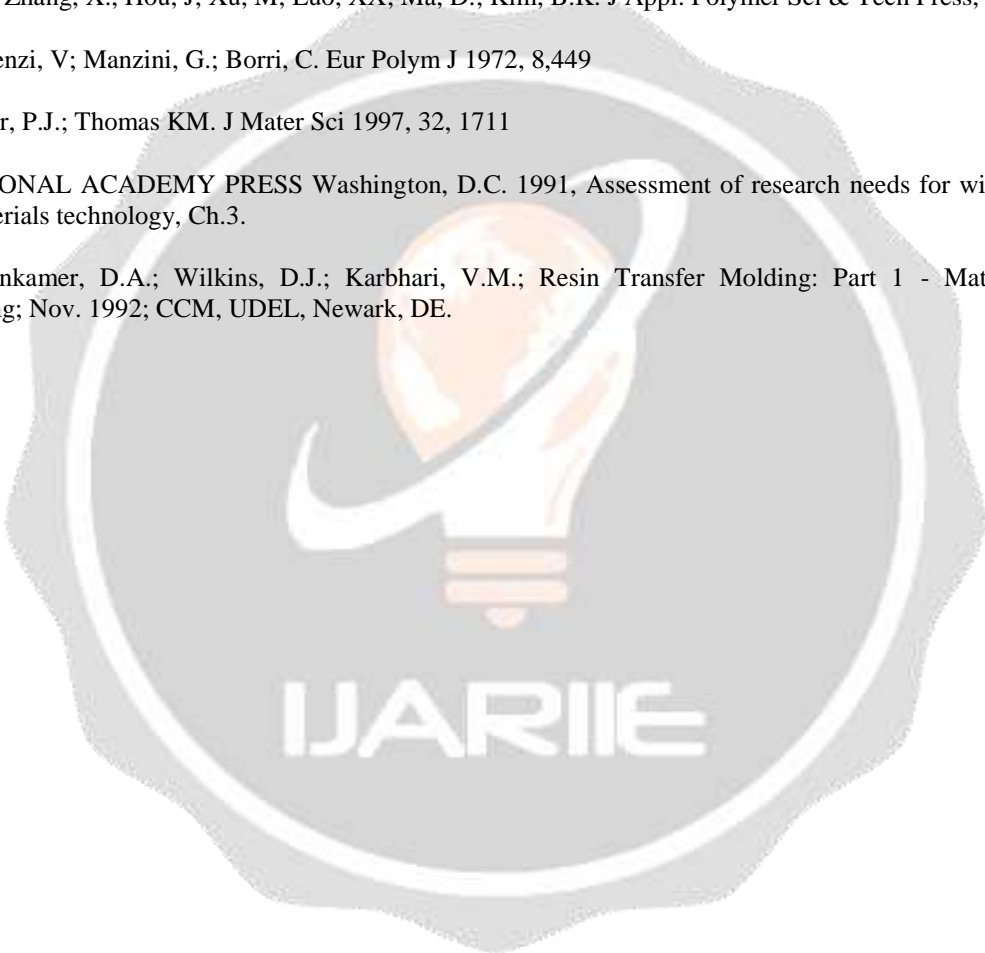 Zhang, X.; Hou, J; Xu, M; Luo, XX; Ma, D.; Kim, B.K. J Appl. Polymer Sci & Tech Press,
enzi, V; Manzini, G.; Borri, C. Eur Polym J 1972, 8,449
r, P.J.; Thomas KM. J Mater Sci 1997, 32, 1711
ONAL ACADEMY PRESS Washington, D.C. 1991, Assessment of research needs for wi
erials technology, Ch.3.
nkamer, D.A.; Wilkins, D.J.; Karbhari, V.M.; Resin Transfer Molding: Part 1 - Mat
ng; Nov. 1992; CCM, UDEL, Newark, DE.
IJARIIE